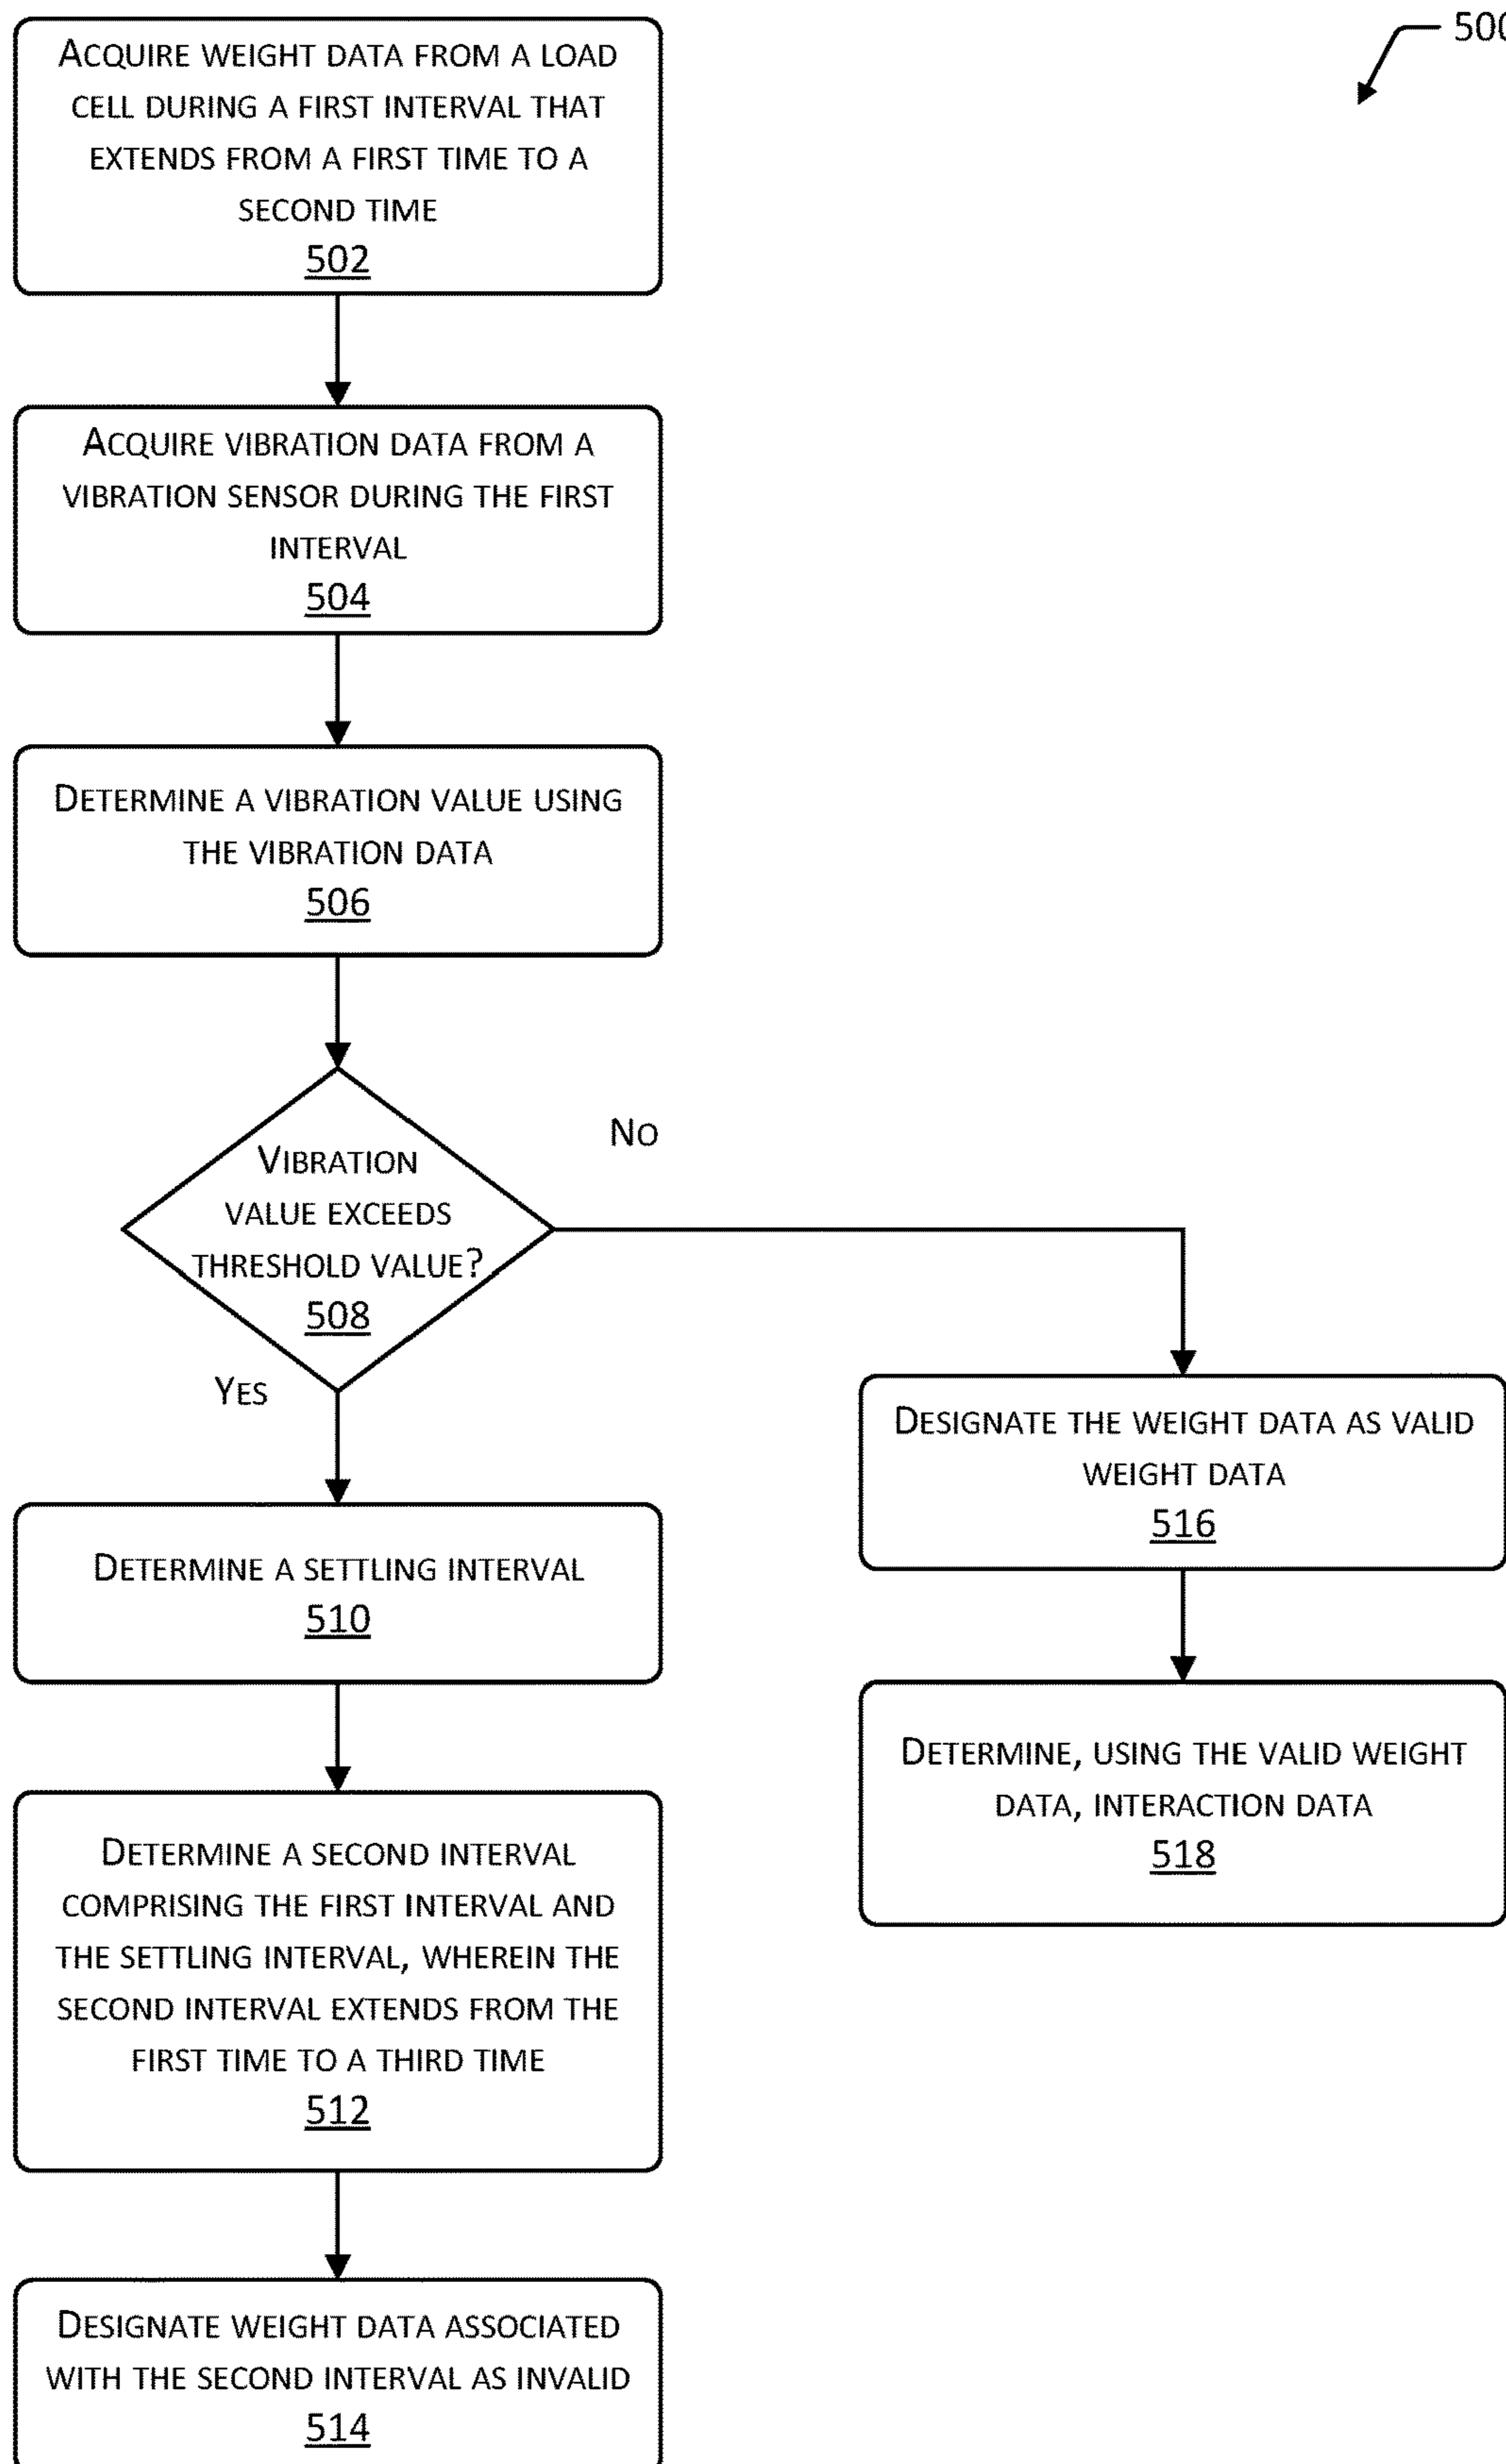 500
ACQUIRE WEIGHT DATA FROM A LOAD
CELL DURING A FIRST INTERVAL THAT
EXTENDS FROM A FIRST TIME TO A
SECOND TIME
502
ACQUIRE VIBRATION DATA FROM A
VIBRATION SENSOR DURING THE FIRST
INTERVAL
504
DETERMINE A VIBRATION VALUE USING
THE VIBRATION DATA
506
VIBRATION
VALUE EXCEEDS
THRESHOLD VALUE?
508
NO
YES
DETERMINE A SETTLING INTERVAL
510
DETERMINE A SECOND INTERVAL
COMPRISING THE FIRST INTERVAL AND
THE SETTLING INTERVAL, WHEREIN THE
SECOND INTERVAL EXTENDS FROM THE
FIRST TIME TO A THIRD TIME
512
DESIGNATE WEIGHT DATA ASSOCIATED
WITH THE SECOND INTERVAL AS INVALID
514
DESIGNATE THE WEIGHT DATA AS VALID
WEIGHT DATA
516
DETERMINE, USING THE VALID WEIGHT
DATA, INTERACTION DATA
518